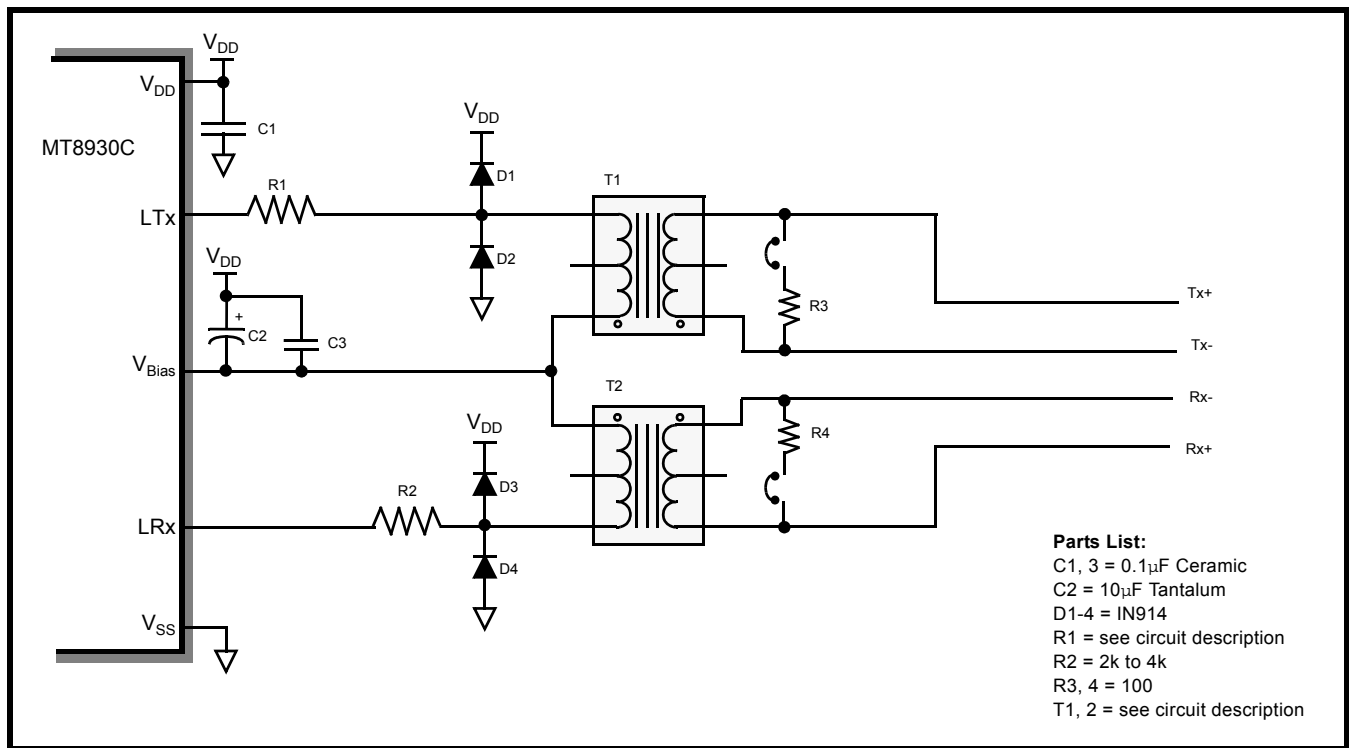 VDD
VDD
C1
MT8930C
VDD
D1
T1
R1
LTx
D2
VDD
+
C2
C3
R3
Tx+
Tx-
VBias
T2
Rx-
VDD
R4
Rx+
D3
R2
LRx
D4
VSS
Parts List:
C1, 3 = 0.1μF Ceramic
C2 = 10μF Tantalum
D1-4 = IN914
R1 = see circuit description
R2 = 2k to 4k
R3, 4 = 100
T1, 2 = see circuit description